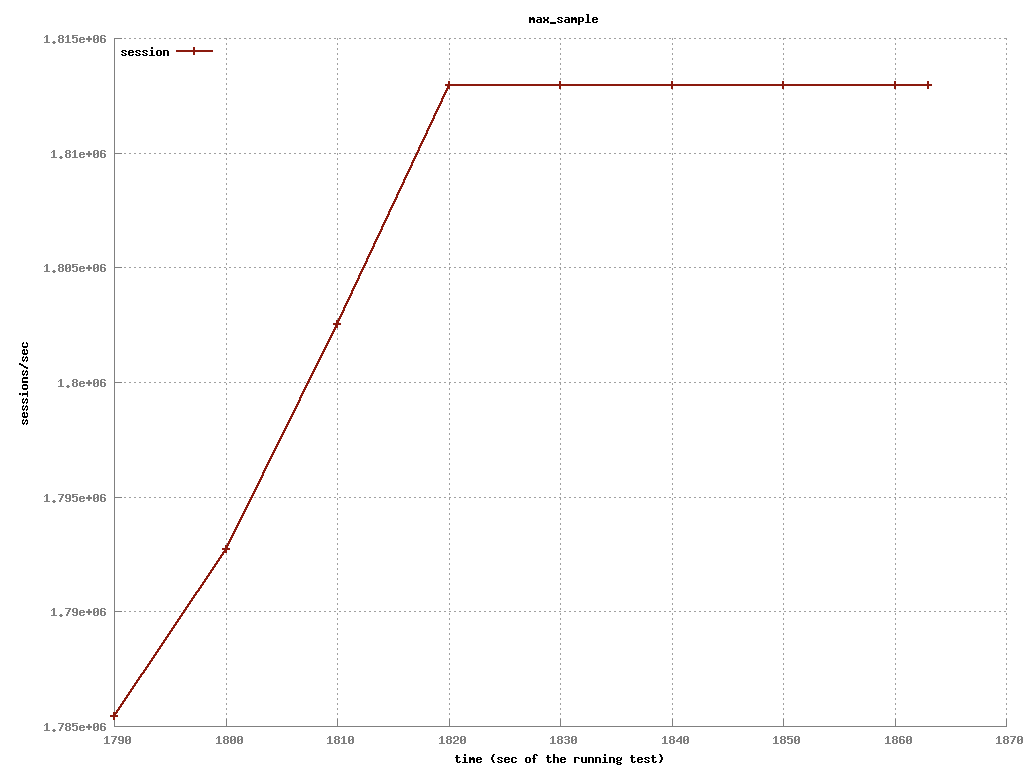 max_sample
session
1.815e+06
1.81e+06
1.805e+06
1.8e+06
1.795e+06
1.79e+06
1.785e+06
sessions/sec
1790 1800 1810 1820 1830 1840 1850 1860 1870
time (sec of the running test)